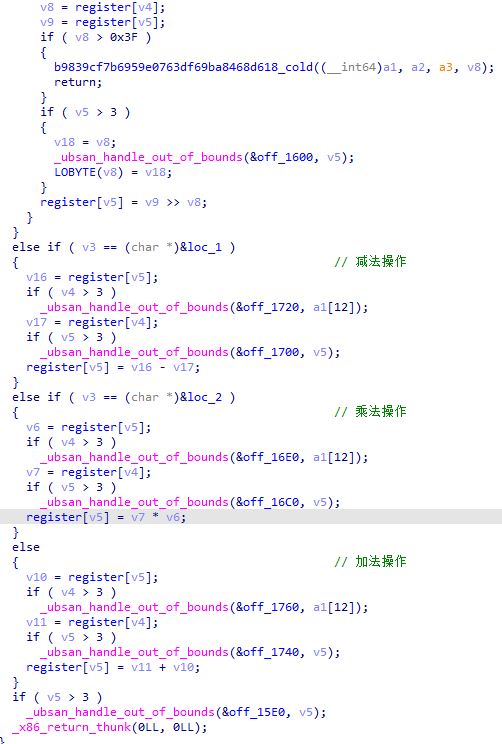 v8 = register[v4];
v9 = register[v5];
if ( v8 > 0x3F )
{
b9839cf7b6959e0763df69ba8468d618_cold((__int64)a1, a2, a3, v8);
return;
}
if ( v5 > 3 )
{
v18 = v8;
_ubsan_handle_out_of_bounds(&off_1600, v5);
LOBYTE(v8) = v18;
}
register[v5] = v9 >> v8;
}
}
else if ( v3 == (char *)&loc_1 )
{ // 减法操作
v16 = register[v5];
if ( v4 > 3 )
_ubsan_handle_out_of_bounds(&off_1720, a1[12]);
v17 = register[v4];
if ( v5 > 3 )
_ubsan_handle_out_of_bounds(&off_1700, v5);
register[v5] = v16 - v17;
}
else if ( v3 == (char *)&loc_2 )
{ // 乘法操作
v6 = register[v5];
if ( v4 > 3 )
_ubsan_handle_out_of_bounds(&off_16E0, a1[12]);
v7 = register[v4];
if ( v5 > 3 )
_ubsan_handle_out_of_bounds(&off_16C0, v5);
register[v5] = v7 * v6;
}
else
{ // 加法操作
v10 = register[v5];
if ( v4 > 3 )
_ubsan_handle_out_of_bounds(&off_1760, a1[12]);
v11 = register[v4];
if ( v5 > 3 )
_ubsan_handle_out_of_bounds(&off_1740, v5);
register[v5] = v11 + v10;
}
if ( v5 > 3 )
_ubsan_handle_out_of_bounds(&off_15E0, v5);
_x86_return_thunk(0LL, 0LL);
}